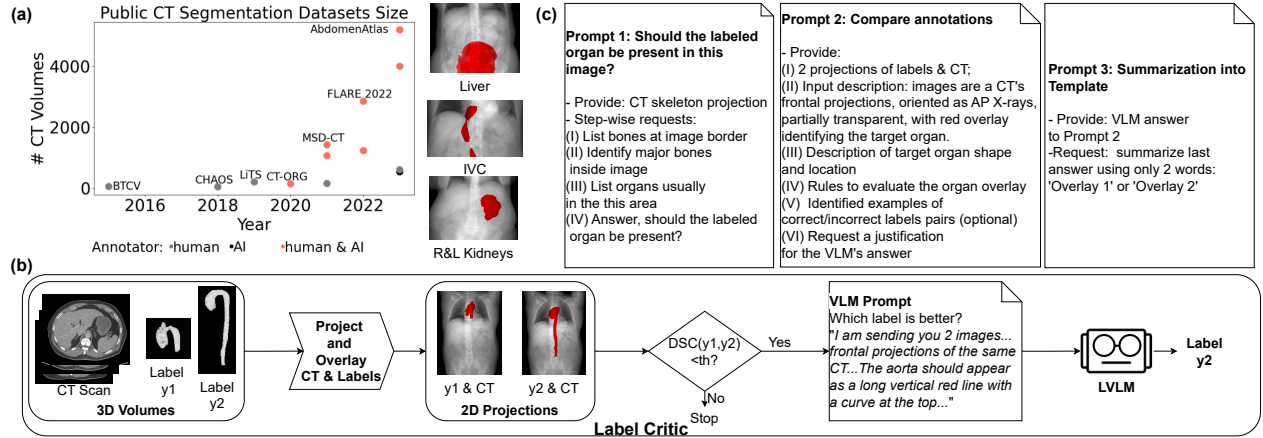 (a)
Public CT Segmentation Datasets Size
# CT Volumes
4000
2000
0
AbdomenAtlas
FLARE 2022
MSD-CT
CT-ORG
LiTS
CHAOS
BTCV
2016
2018
2020
2022
Year
Annotator:
human
AI
human & AI
Liver
IVC
R&L Kidneys
(c)
Prompt 1: Should the labeled
organ be present in this
image?
- Provide: CT skeleton projection
- Step-wise requests:
(I) List bones at image border
(II) Identify major bones
inside image
(III) List organs usually
in the this area
(IV) Answer, should the labeled
organ be present?
Prompt 2: Compare annotations
- Provide:
(I) 2 projections of labels & CT;
(II) Input description: images are a CT's
frontal projections, oriented as AP X-rays,
partially transparent, with red overlay
identifying the target organ.
(III) Description of target organ shape
and location
(IV) Rules to evaluate the organ overlay
(V) Identified examples of
correct/incorrect labels pairs (optional)
(VI) Request a justification
for the VLM's answer
Prompt 3: Summarization into
Template
- Provide: VLM answer
to Prompt 2
-Request: summarize last
answer using only 2 words:
'Overlay 1' or 'Overlay 2'
(b)
CT Scan
Label
y1
Label
y2
3D Volumes
Project
and
Overlay
CT & Labels
y1 & CT
y2 & CT
2D Projections
DSC(y1,y2)
<th?
Yes
No
Stop
VLM Prompt
Which label is better?
"I am sending you 2 images...
frontal projections of the same
CT...The aorta should appear
as a long vertical red line with
a curve at the top..."
LVLM
Label
y2
Label Critic